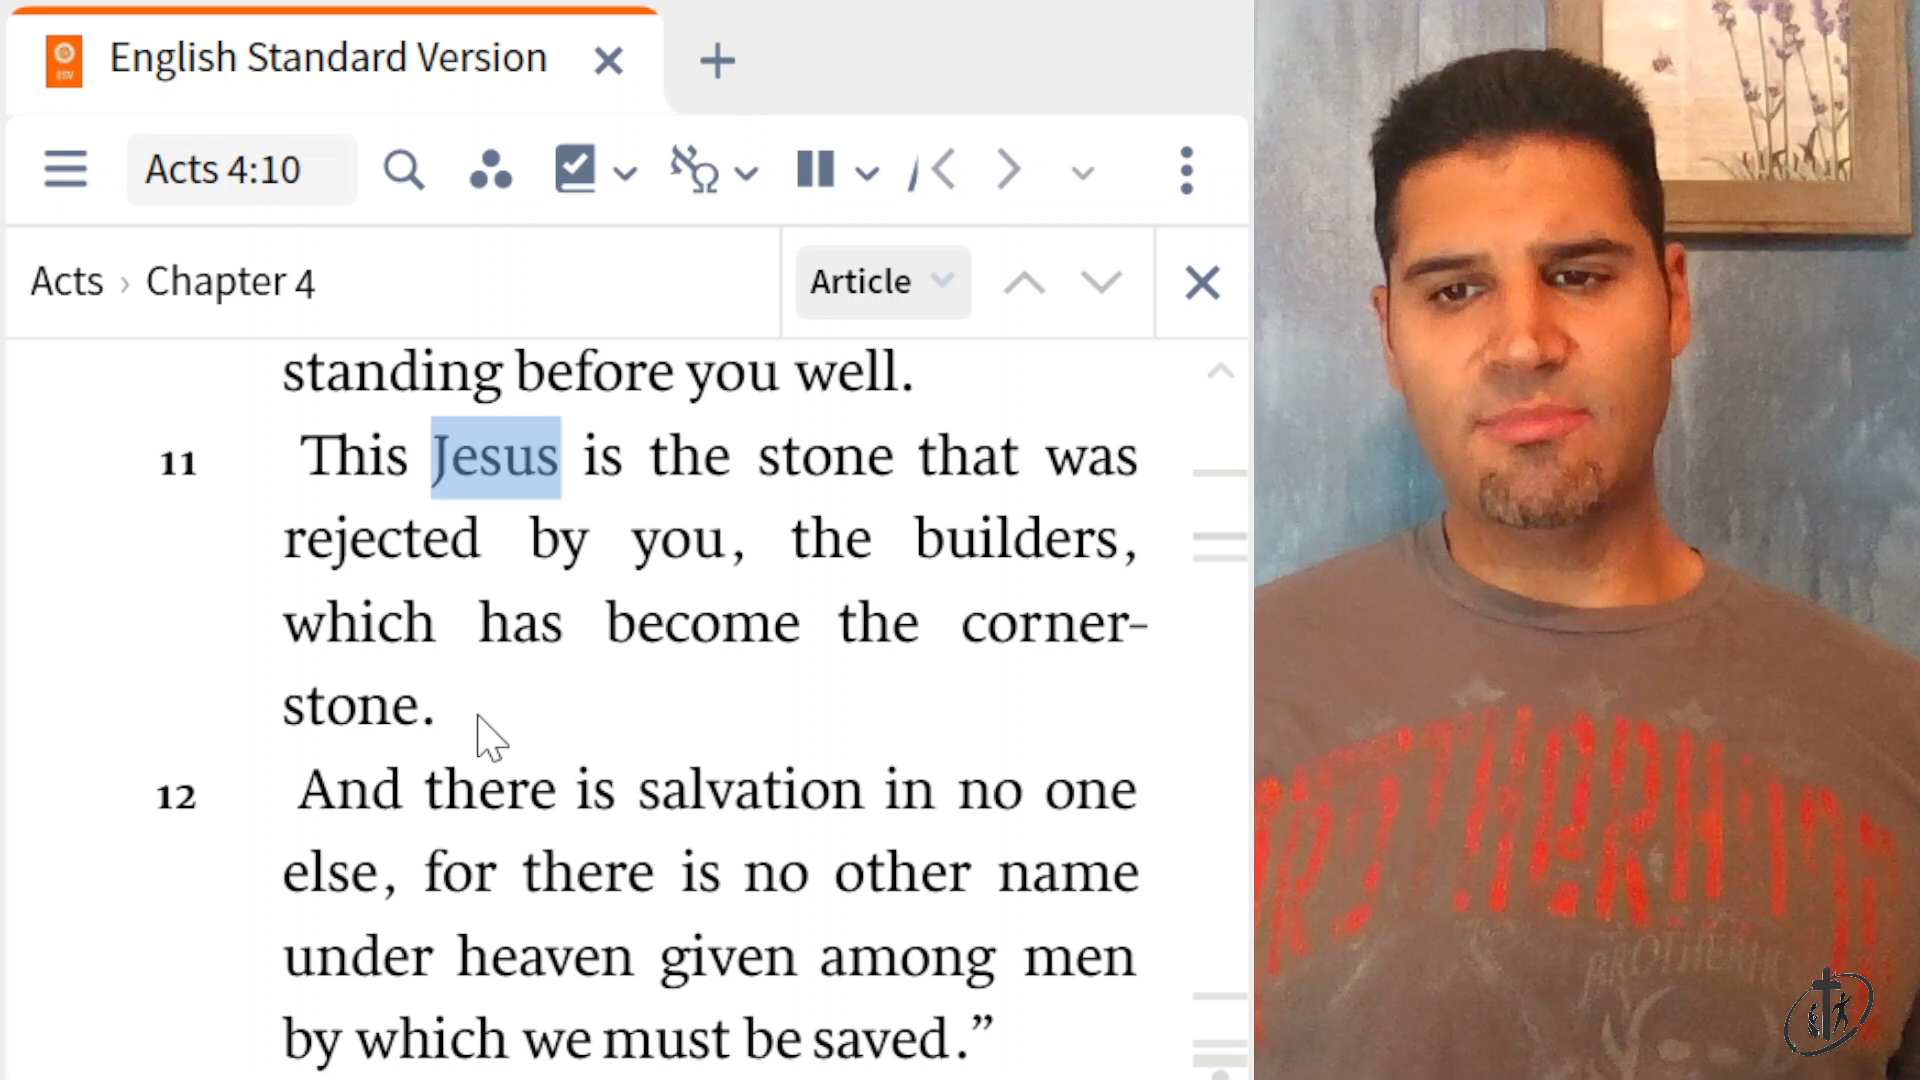 English Standard Version
ESV
Acts 4:10
Acts › Chapter 4
Article
standing before you well.
11 This Jesus is the stone that was
rejected by you, the builders,
which has become the corner-
stone.
12 And there is salvation in no one
else, for there is no other name
under heaven given among men
by which we must be saved.”
BROTHERHOOD